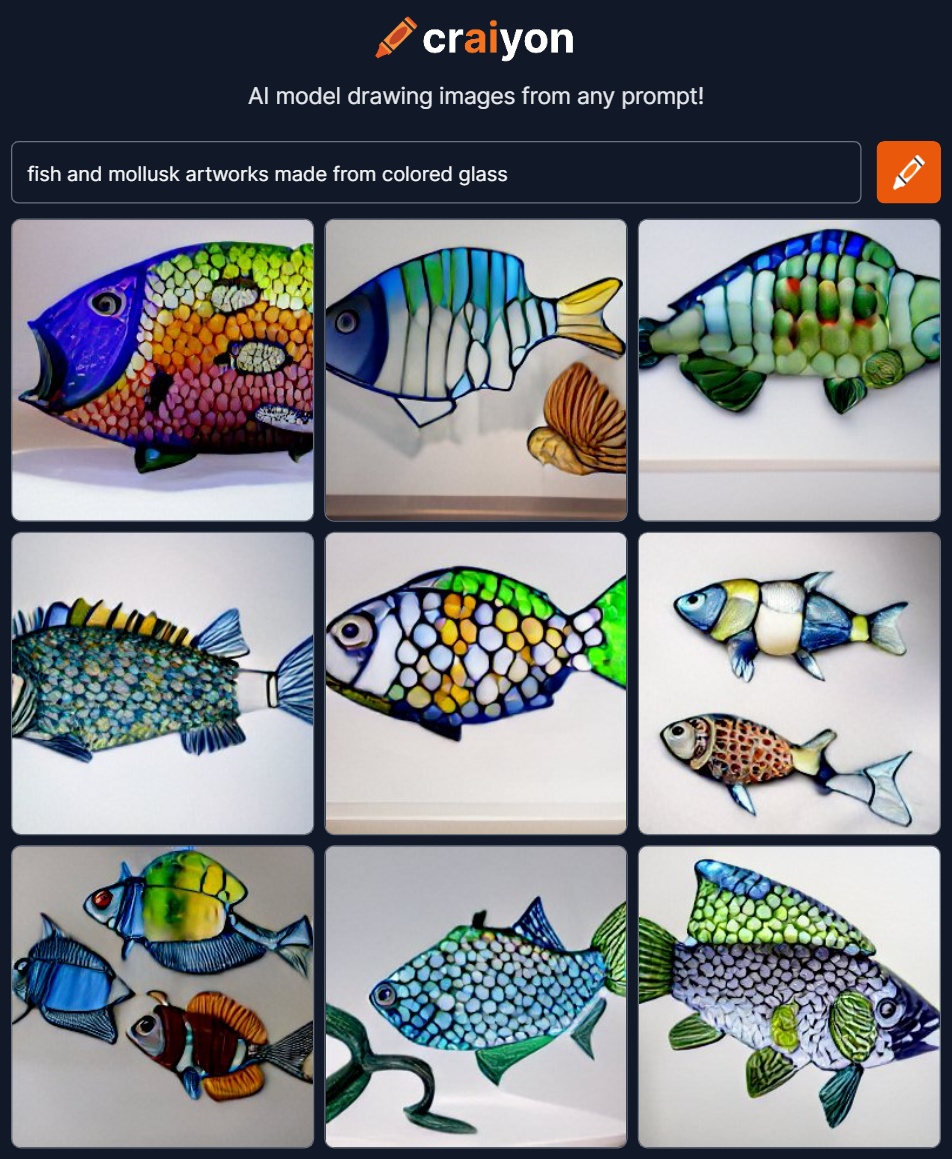 craiyon
AI model drawing images from any prompt!
fish and mollusk artworks made from colored glass